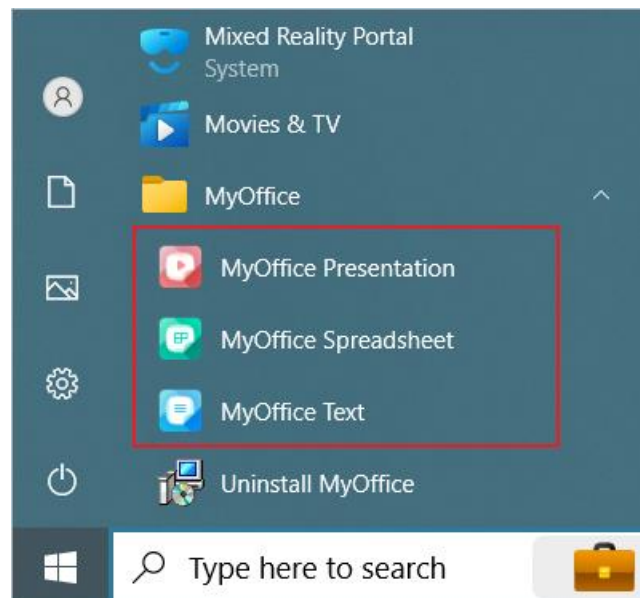 Mixed Reality Portal
System
Movies & TV
MyOffice
MyOffice Presentation
MyOffice Spreadsheet
MyOffice Text
Uninstall MyOffice
Type here to search